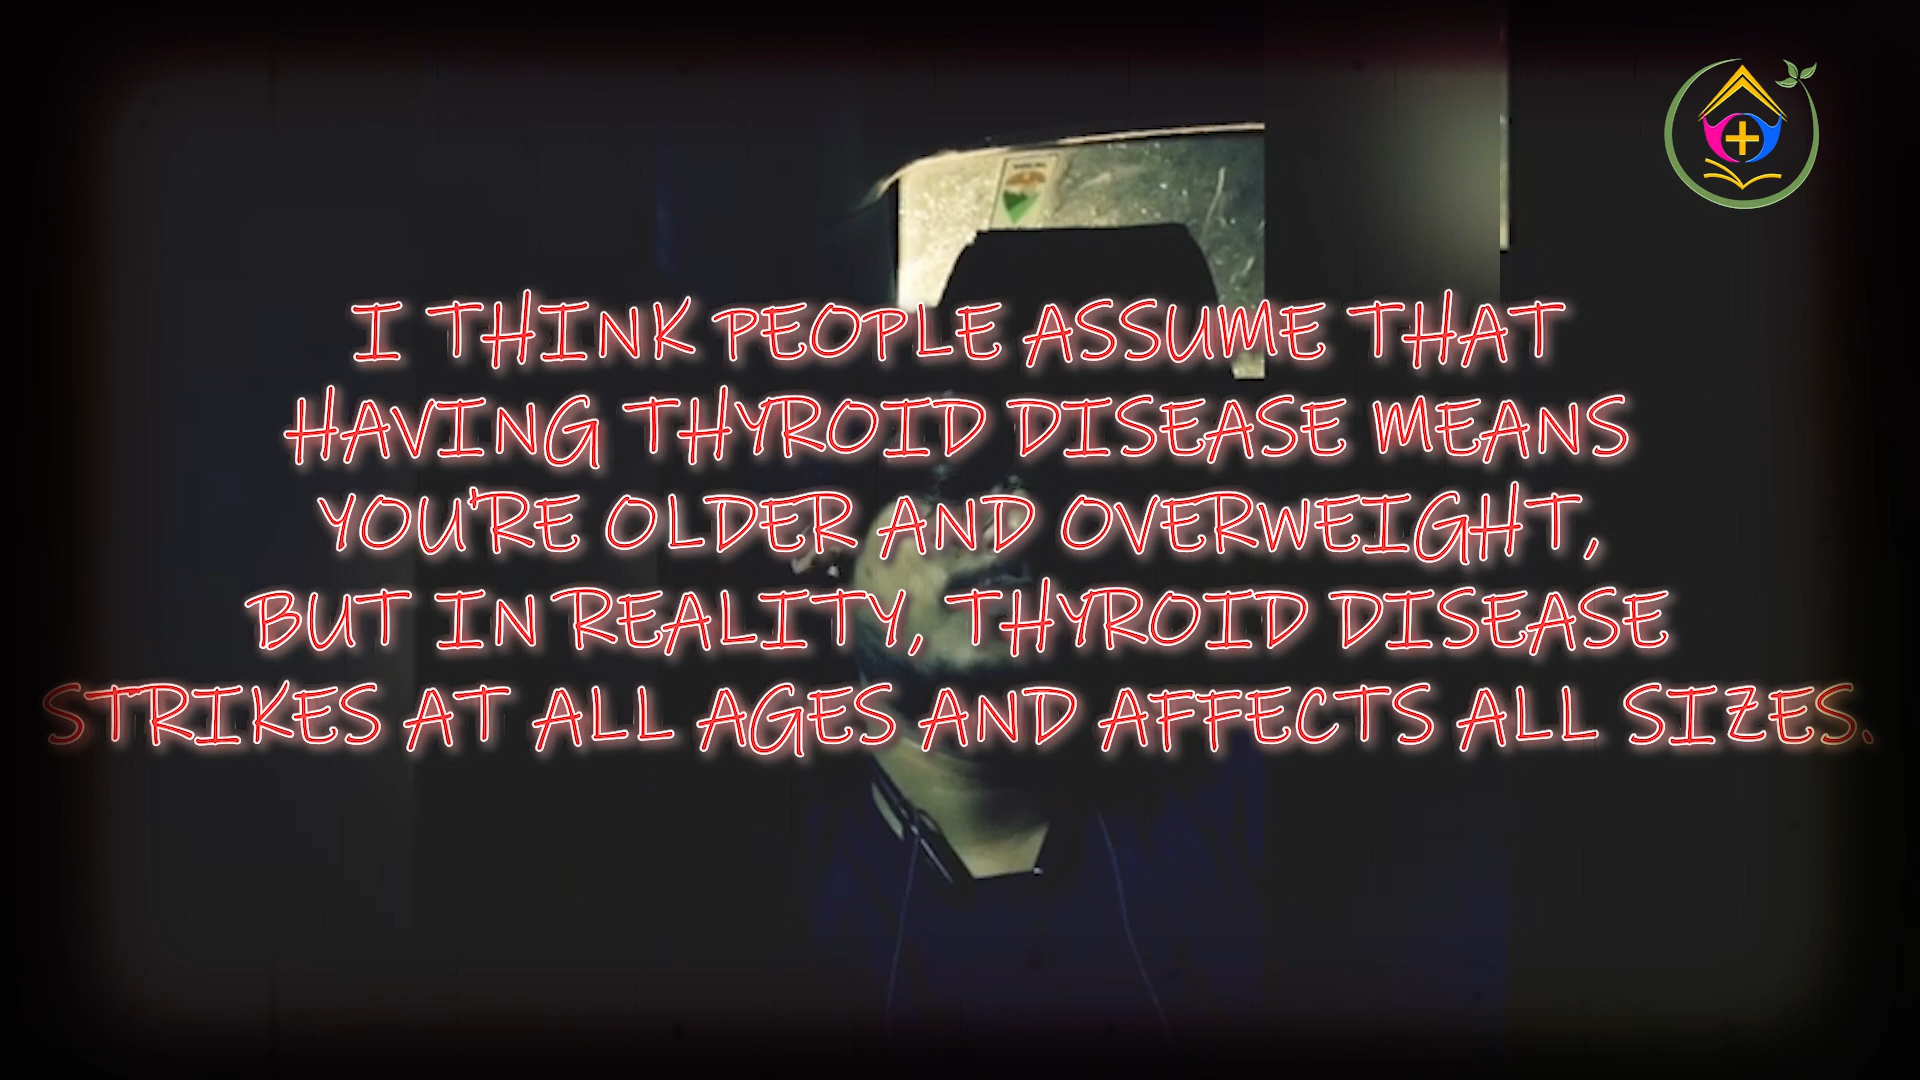 I THINK PEOPLE ASSUME THAT
HAVING THYROID DISEASE MEANS
YOU'RE OLDER AND OVERWEIGHT,
BUT IN REALITY, THYROID DISEASE
STRIKES AT ALL AGES AND AFFECTS ALL SIZES.